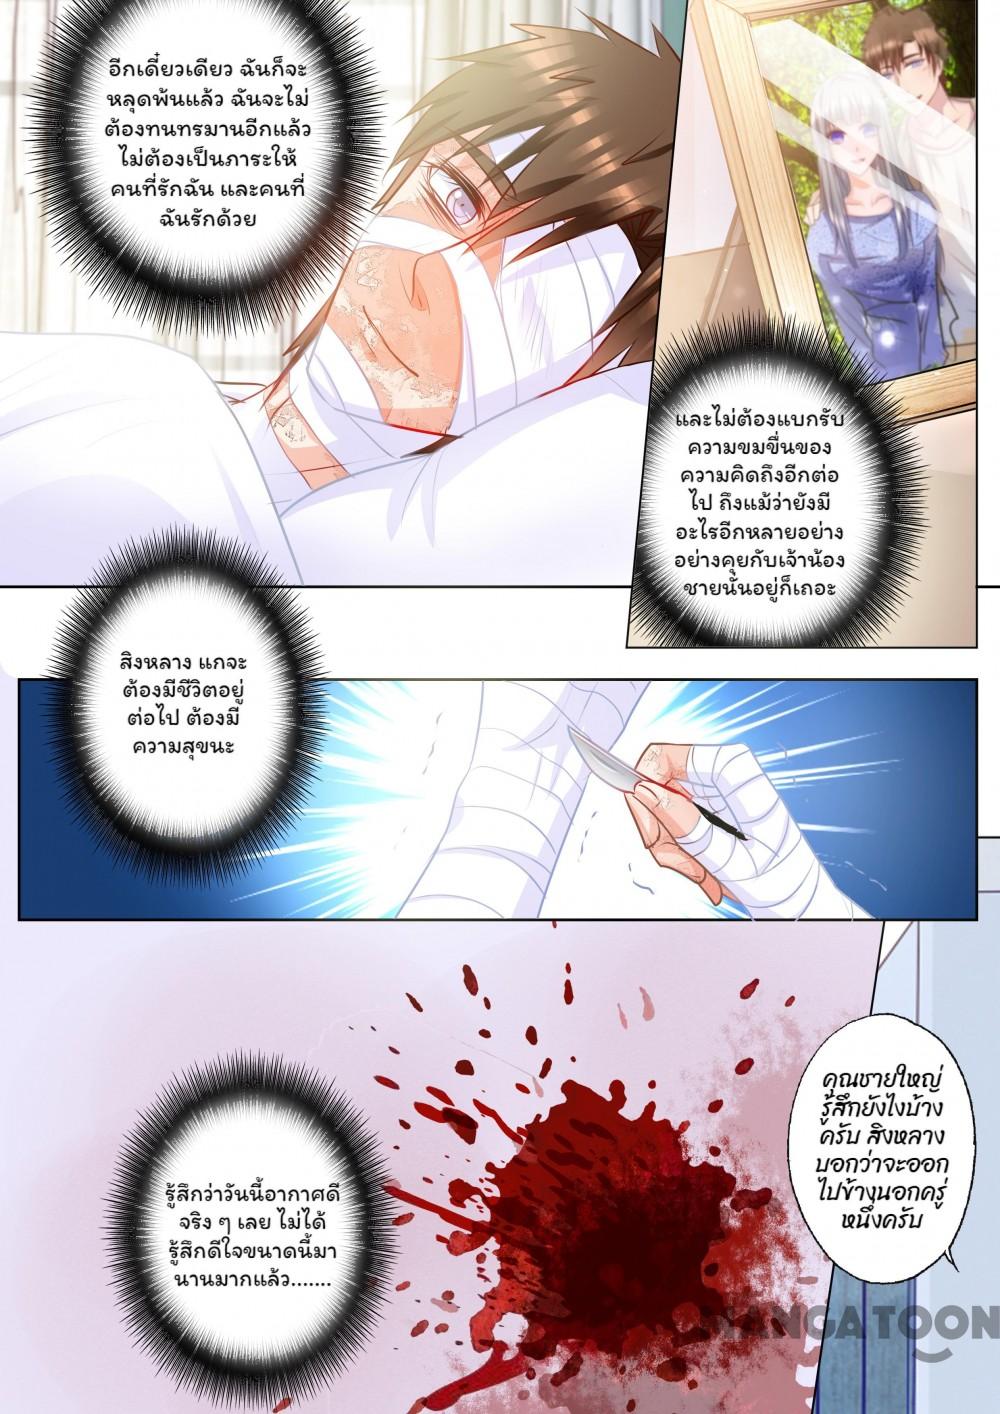 อีกเดี๋ยวเดียว ฉันก็จะ
หลุดพ้นแล้ว ฉันจะไม่
ต้องทนทรมานอีกแล้ว
ไม่ต้องเป็นภาระให้
คนที่รักฉัน และคนที่
ฉันรักด้วย
และไม่ต้องแบกรับ
ความขมขื่นของ
ความคิดถึงอีกต่อ
ไป ถึงแม้ว่ายังมี
อะไรอีกหลายอย่าง
อยากคุยกับเจ้าน้อง
ชายนั่นอยู่ก็เถอะ
สิงหลาง แกจะ
ต้องมีชีวิตอยู่
ต่อไป ต้องมี
ความสุขนะ
คุณชายใหญ่
รู้สึกยังไงบ้าง
ครับ สิงหลาง
บอกว่าจะออก
ไปข้างนอกครู่
หนึ่งครับ
รู้สึกว่าวันนี้อากาศดี
จริง ๆ เลย ไม่ได้
รู้สึกดีใจขนาดนี้มา
นานมากแล้ว.......
MANGATOON